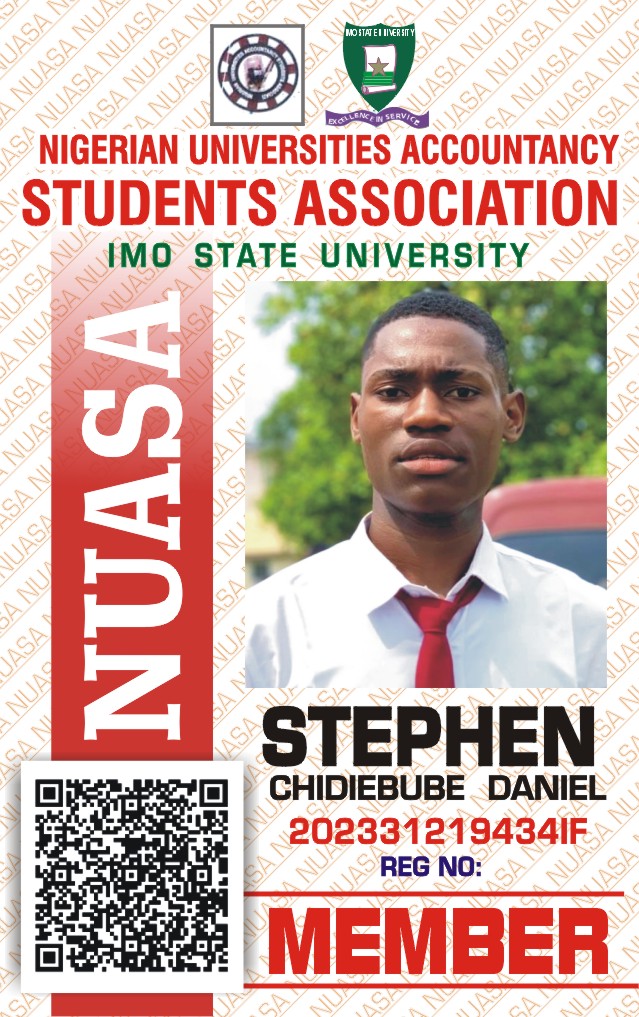 IMO STATE UNIVERSITY
EXCELLENCE IN SERVICE
NIGERIAN UNIVERSITIES ACCOUNTANCY
STUDENTS ASSOCIATION
IMO STATE UNIVERSITY
NUASA
STEPHEN
CHIDIEBUBE DANIEL
202331219434IF
REG NO:
MEMBER